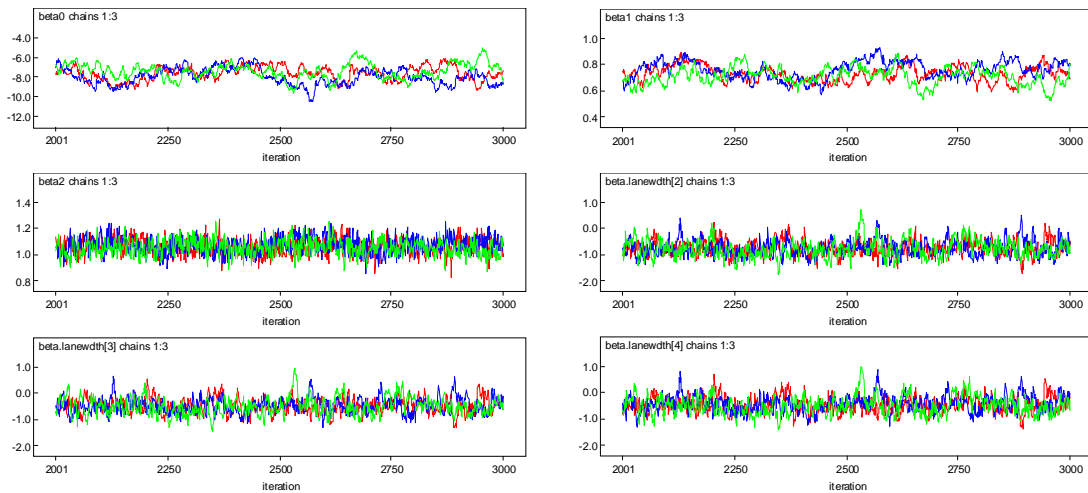 beta0 chains 1:3
-4.0
-6.0
-8.0
-10.0
-12.0
2001 2250 2500 2750 3000
iteration
beta1 chains 1:3
1.0
0.8
0.6
0.4
2001 2250 2500 2750 3000
iteration
beta2 chains 1:3
1.4
1.2
1.0
0.8
2001 2250 2500 2750 3000
iteration
beta.lanewdth[2] chains 1:3
1.0
0.0
-1.0
-2.0
2001 2250 2500 2750 3000
iteration
beta.lanewdth[3] chains 1:3
1.0
0.0
-1.0
-2.0
2001 2250 2500 2750 3000
iteration
beta.lanewdth[4] chains 1:3
1.0
0.0
-1.0
-2.0
2001 2250 2500 2750 3000
iteration